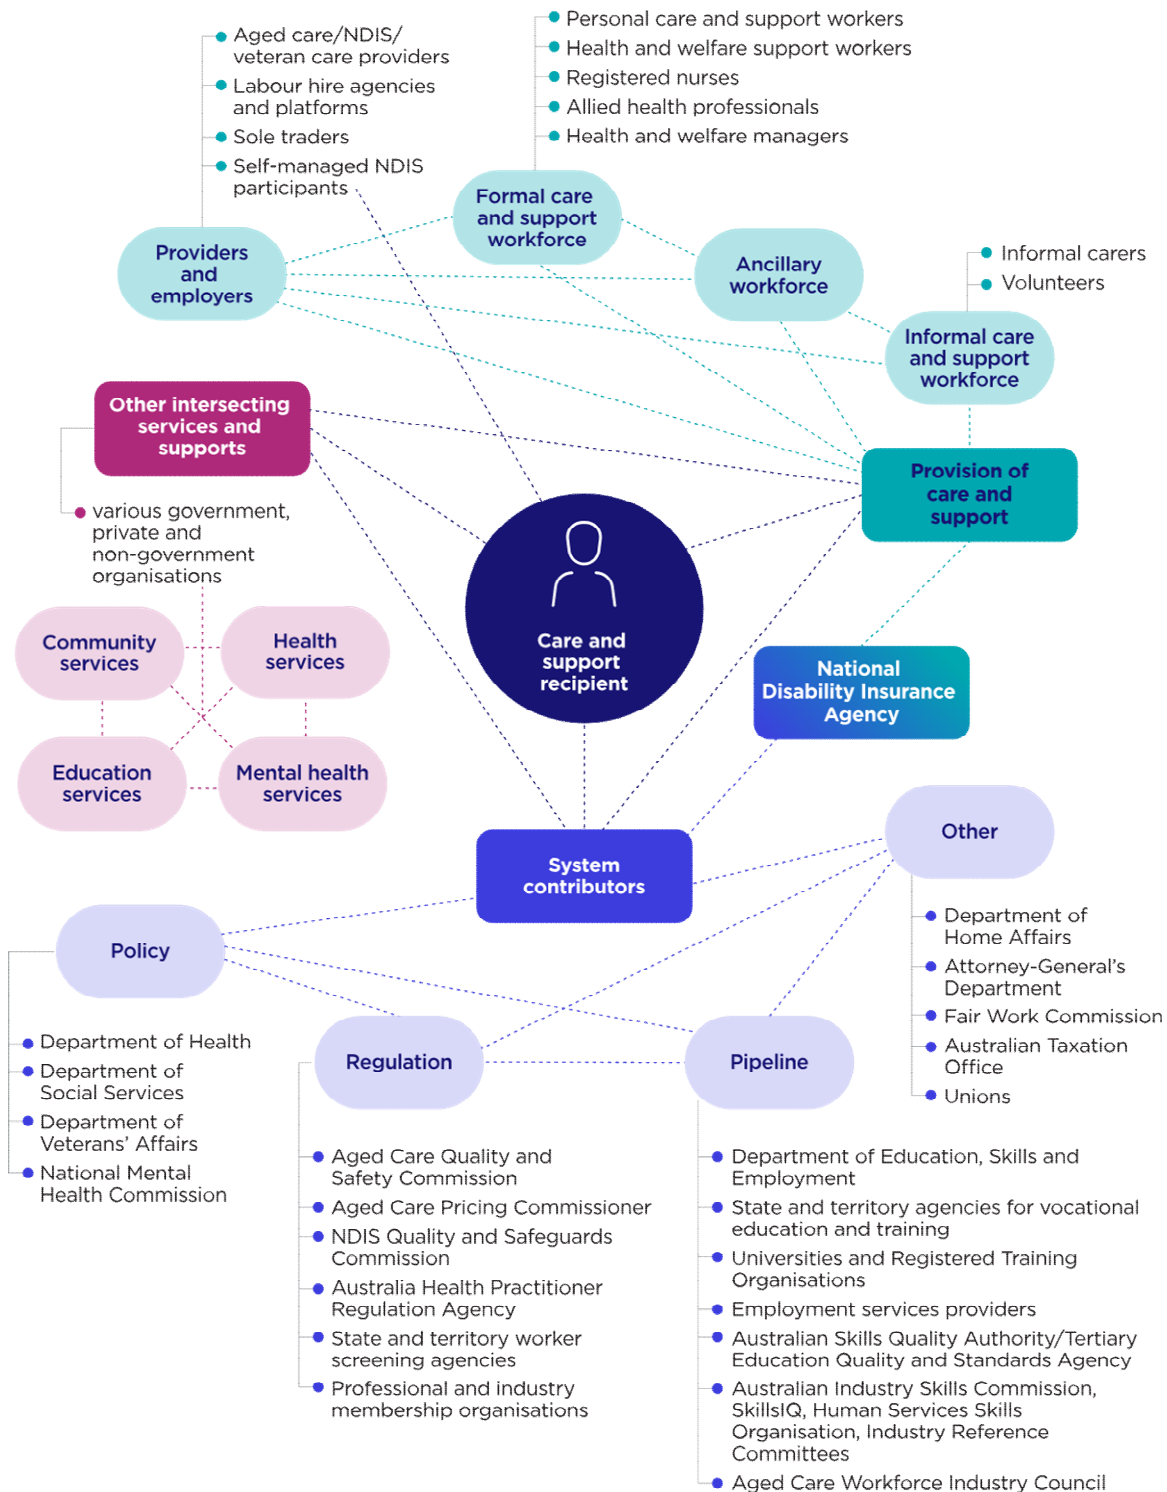 Aged care/NDIS/
veteran care providers
Labour hire agencies
and platforms
Sole traders
Self-managed NDIS
participants
Personal care and support workers
Health and welfare support workers
Registered nurses
Allied health professionals
Health and welfare managers
Formal care
and support
workforce
Providers
and
employers
Ancillary
workforce
Informal carers
Volunteers
Informal care
and support
workforce
Other intersecting
services and
supports
Provision of
care and
support
various government,
private and
non-government
organisations
Care and
support
recipient
Community
services
Health
services
Education
services
Mental health
services
National
Disability Insurance
Agency
System
contributors
Other
Department of
Home Affairs
Attorney-General's
Department
Fair Work Commission
Australian Taxation
Office
Unions
Policy
Department of Health
Department of
Social Services
Department of
Veterans' Affairs
National Mental
Health Commission
Regulation
Aged Care Quality and
Safety Commission
Aged Care Pricing Commissioner
NDIS Quality and Safeguards
Commission
Australia Health Practitioner
Regulation Agency
State and territory worker
screening agencies
Professional and industry
membership organisations
Pipeline
Department of Education, Skills and
Employment
State and territory agencies for vocational
education and training
Universities and Registered Training
Organisations
Employment services providers
Australian Skills Quality Authority/Tertiary
Education Quality and Standards Agency
Australian Industry Skills Commission,
SkillsIQ, Human Services Skills
Organisation, Industry Reference
Committees
Aged Care Workforce Industry Council